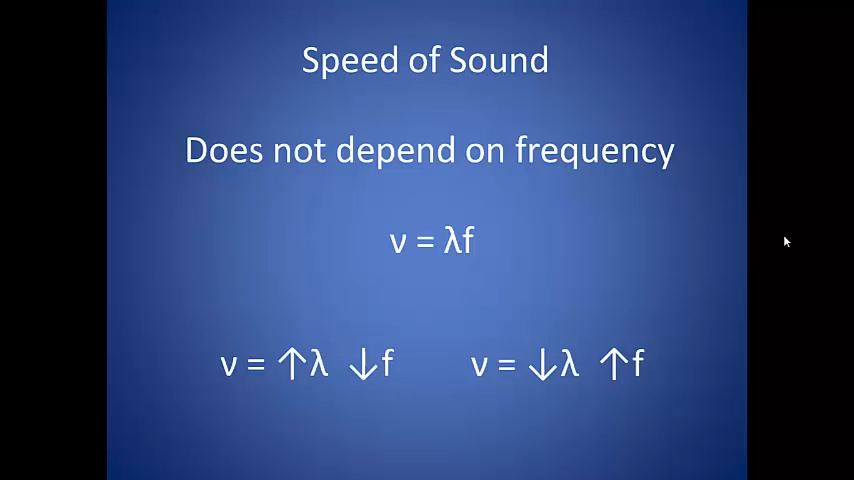 Speed of Sound
Does not depend on frequency
ν = λf
ν = ↑λ ↓f ν = ↓λ ↑f